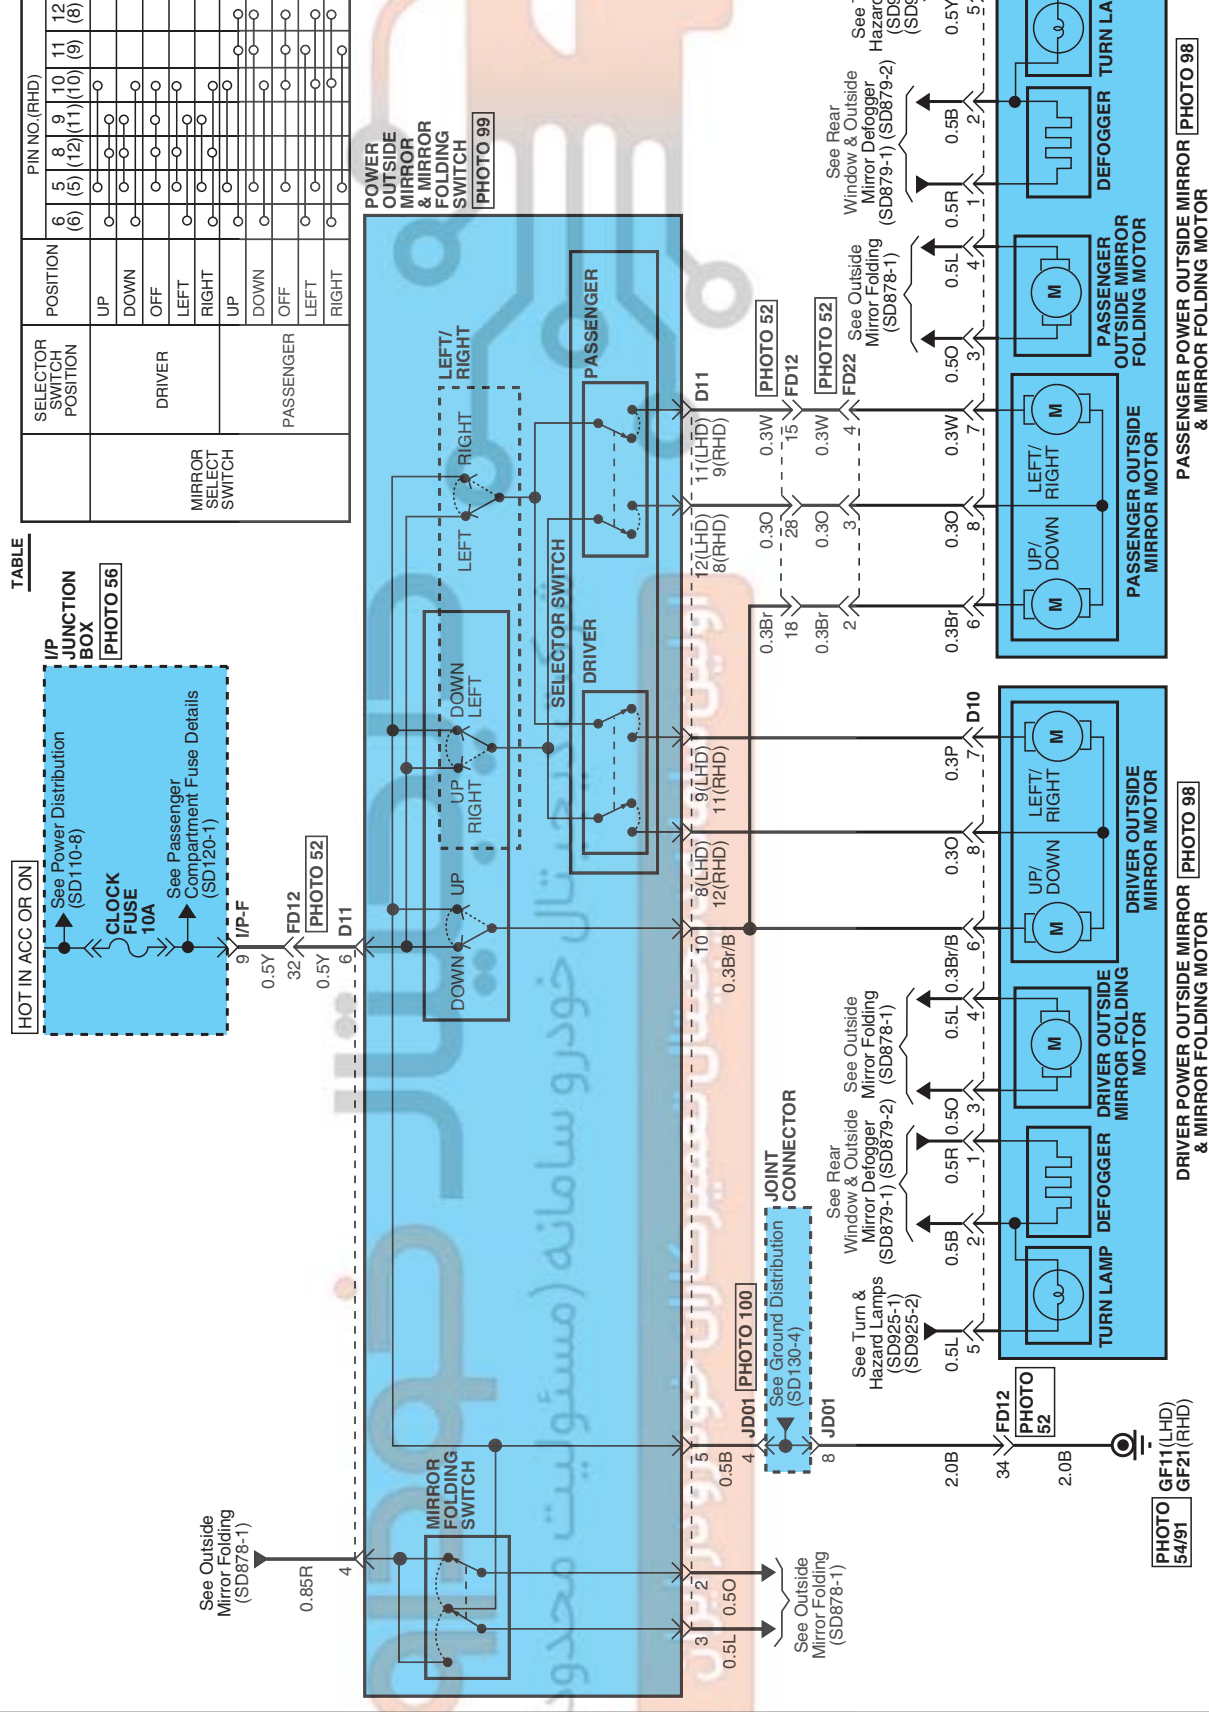 TABLE
MIRROR
SELECT
SWITCH
SELECTOR
SWITCH
POSITION
POSITION
PIN NO.(RHD)
6
(6)
5
(5)
8
(12)
9
(11)
10
(10)
11
(9)
12
(8)
DRIVER
UP
DOWN
OFF
LEFT
RIGHT
PASSENGER
UP
DOWN
OFF
LEFT
RIGHT
HOT IN ACC OR ON
I/P
JUNCTION
BOX
PHOTO 56
See Power Distribution
(SD110-8)
CLOCK
FUSE
10A
See Passenger
Compartment Fuse Details
(SD120-1)
9
I/P-F
0.5Y
32
FD12
PHOTO 52
0.5Y
6
D11
See Outside
Mirror Folding
(SD878-1)
0.85R
4
POWER
OUTSIDE
MIRROR
& MIRROR
FOLDING
SWITCH
PHOTO 99
MIRROR
FOLDING
SWITCH
DOWN
UP
UP
DOWN
RIGHT
LEFT
LEFT
RIGHT
LEFT/
RIGHT
SELECTOR SWITCH
DRIVER
PASSENGER
3
0.5L
2
0.5O
See Outside
Mirror Folding
(SD878-1)
5
0.5B
4
JD01
PHOTO 100
JOINT
CONNECTOR
See Ground Distribution
(SD130-4)
8
JD01
2.0B
34
FD12
PHOTO
52
2.0B
PHOTO
54/91
GF11(LHD)
GF21(RHD)
10
0.3Br/B
8(LHD)
12(RHD)
9(LHD)
11(RHD)
12(LHD)
8(RHD)
11(LHD)
9(RHD)
D11
0.3Br
0.3O
0.3W
PHOTO 52
18
28
15
FD12
0.3Br
0.3O
0.3W
PHOTO 52
2
3
4
FD22
See Turn &
Hazard Lamps
(SD925-1)
(SD925-2)
0.5L
5
See Rear
Window & Outside
Mirror Defogger
(SD879-1) (SD879-2)
0.5B
2
0.5R
1
See Outside
Mirror Folding
(SD878-1)
0.5O
3
0.5L
4
0.3Br/B
6
0.3O
8
0.3P
7
D10
TURN LAMP
DEFOGGER
M
DRIVER OUTSIDE
MIRROR FOLDING
MOTOR
M
UP/
DOWN
LEFT/
RIGHT
M
DRIVER OUTSIDE
MIRROR MOTOR
DRIVER POWER OUTSIDE MIRROR
& MIRROR FOLDING MOTOR
PHOTO 98
0.3Br
6
0.3O
8
0.3W
7
See Outside
Mirror Folding
(SD878-1)
0.5O
3
0.5L
4
See Rear
Window & Outside
Mirror Defogger
(SD879-1) (SD879-2)
0.5R
1
0.5B
2
Hazard
0.5Y
5
M
UP/
DOWN
LEFT/
RIGHT
M
PASSENGER OUTSIDE
MIRROR MOTOR
M
PASSENGER
OUTSIDE MIRROR
FOLDING MOTOR
DEFOGGER
TURN LA
PASSENGER POWER OUTSIDE MIRROR
& MIRROR FOLDING MOTOR
PHOTO 98